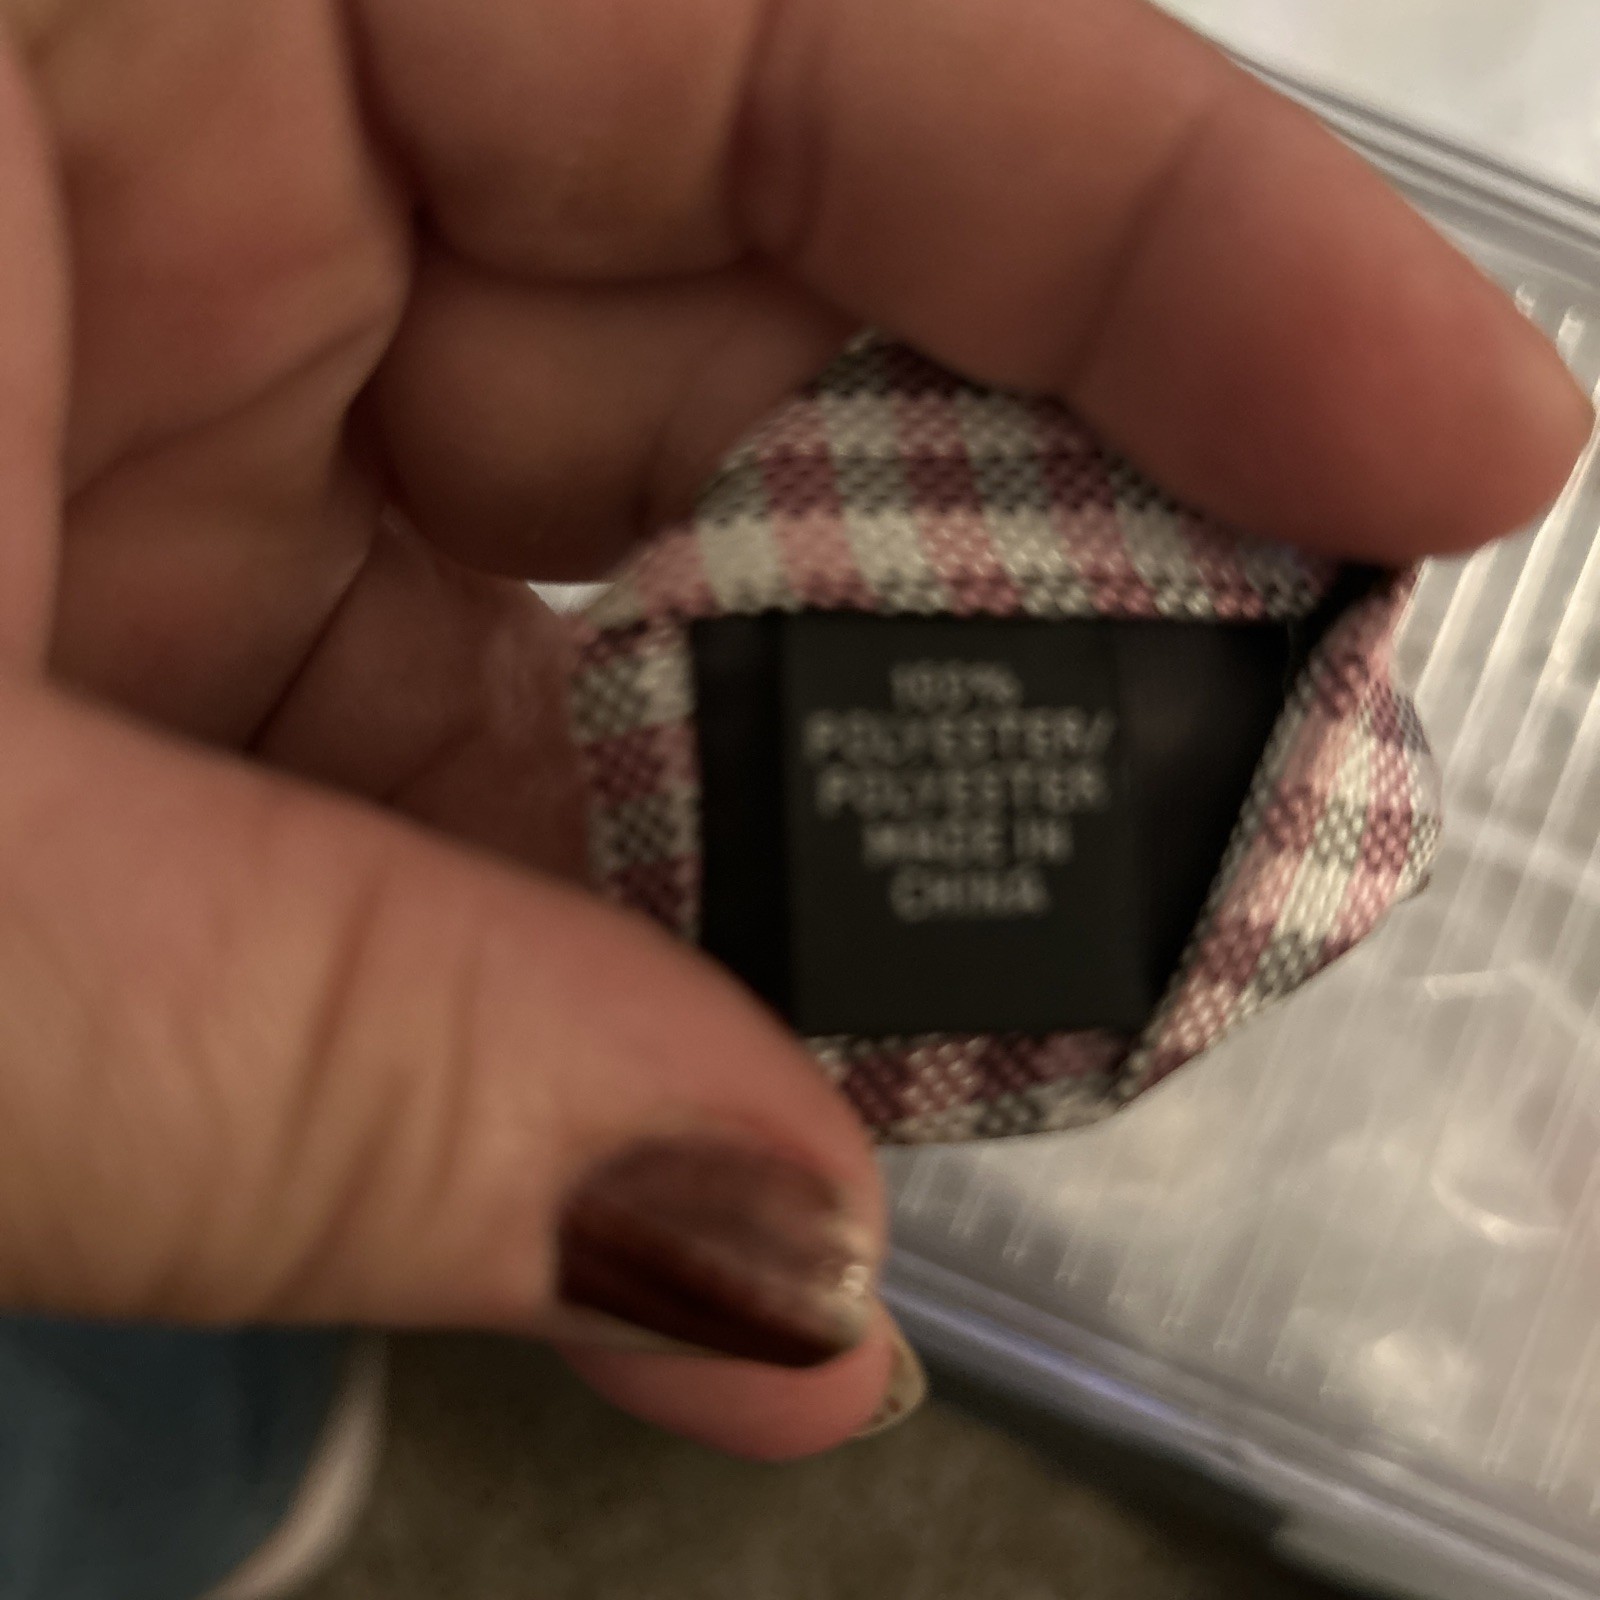 100%
POLYESTER/
POLYESTER
MADE IN
CHINA